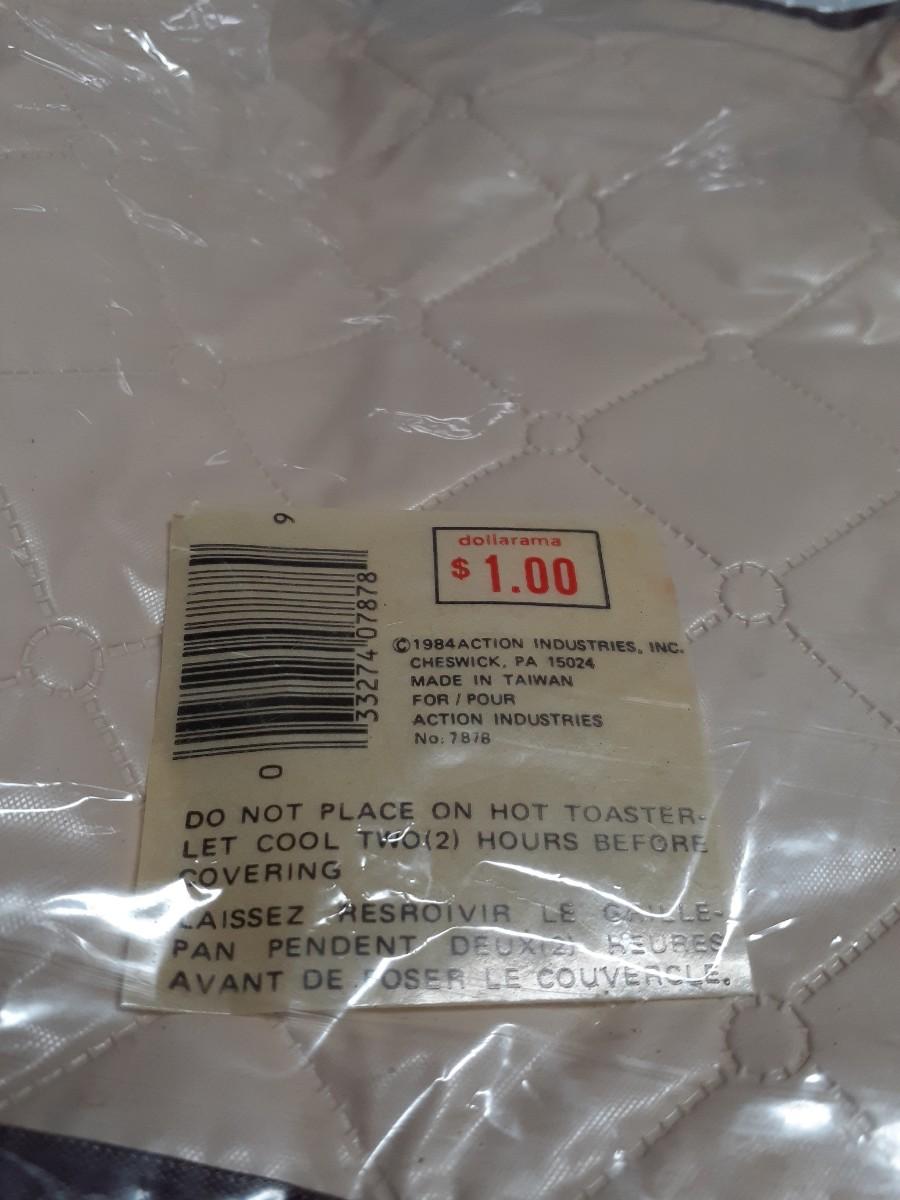 9
33274 07878
0
dollarama
$ 1.00
©1984 ACTION INDUSTRIES, INC.
CHESWICK, PA 15024
MADE IN TAIWAN
FOR / POUR
ACTION INDUSTRIES
No. 7878
DO NOT PLACE ON HOT TOASTER-
LET COOL TWO(2) HOURS BEFORE
COVERING
LAISSEZ RESROIVIR LE GRILLE-
PAN PENDENT DEUX(2) HEURES
AVANT DE POSER LE COUVERCLE.